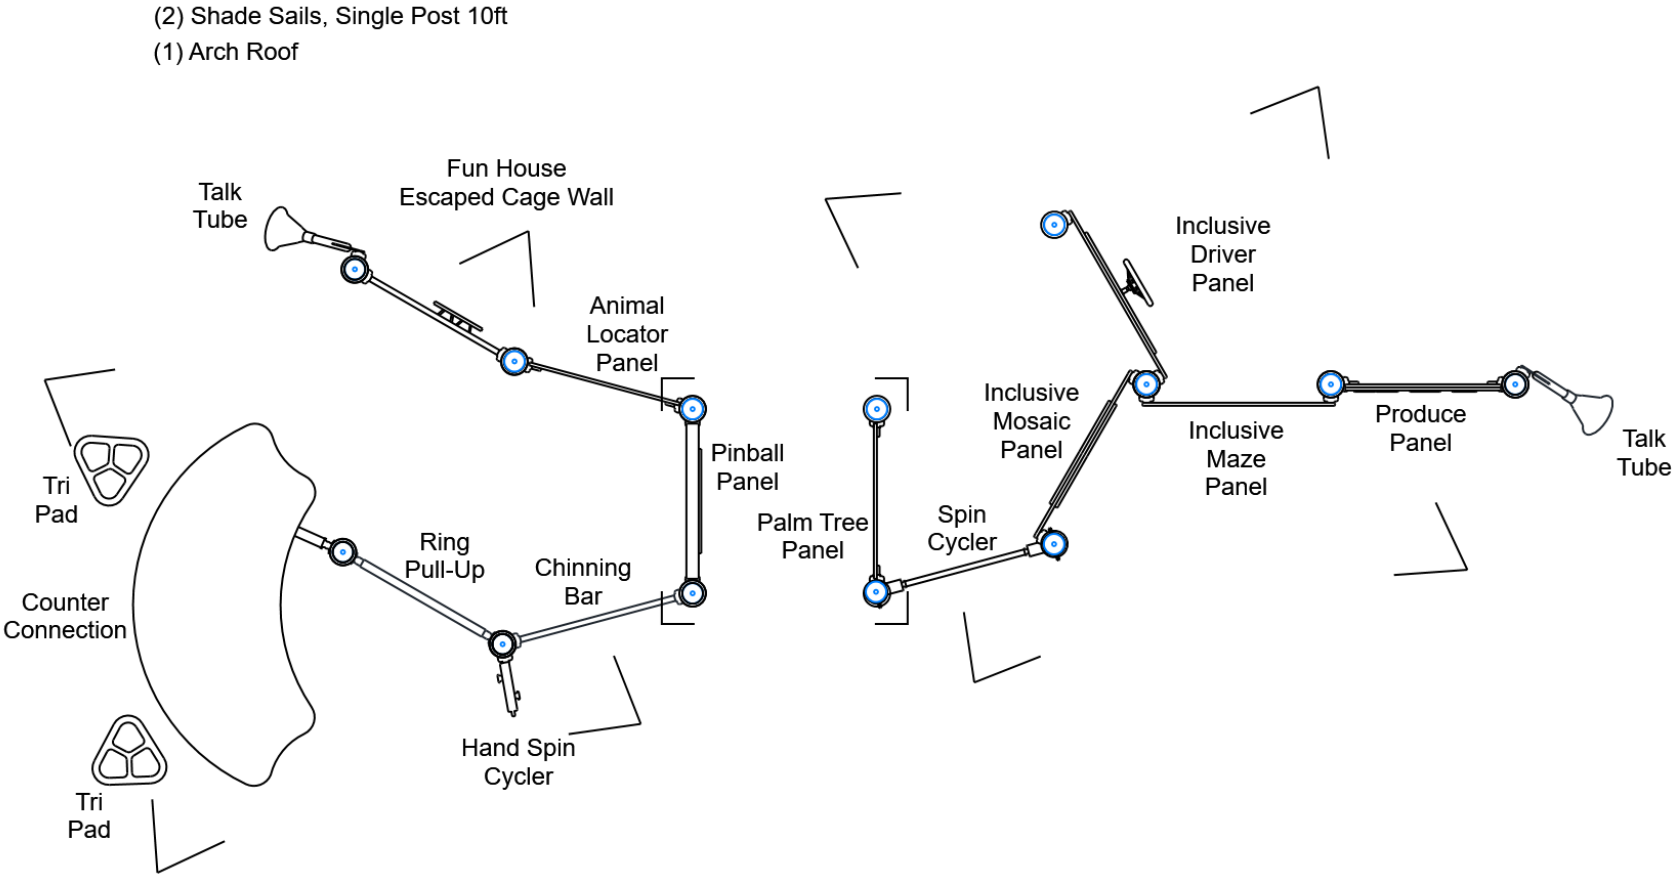 (2) Shade Sails, Single Post 10ft
(1) Arch Roof
Fun House
Escaped Cage Wall
Talk
Tube
Animal
Locator
Panel
Inclusive
Driver
Panel
Inclusive
Mosaic
Panel
Inclusive
Maze
Panel
Produce
Panel
Talk
Tube
Pinball
Panel
Palm Tree
Panel
Spin
Cycler
Tri
Pad
Ring
Pull-Up
Chinning
Bar
Counter
Connection
Hand Spin
Cycler
Tri
Pad